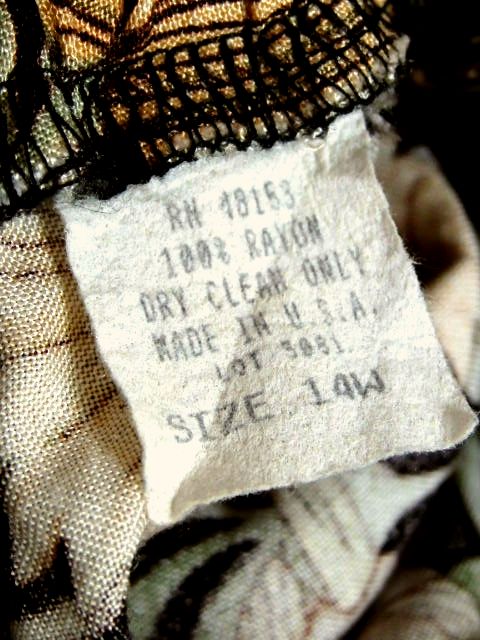 RN 48153
100% RAYON
DRY CLEAN ONLY
MADE IN U.S.A.
LOT 5081
SIZE 14W